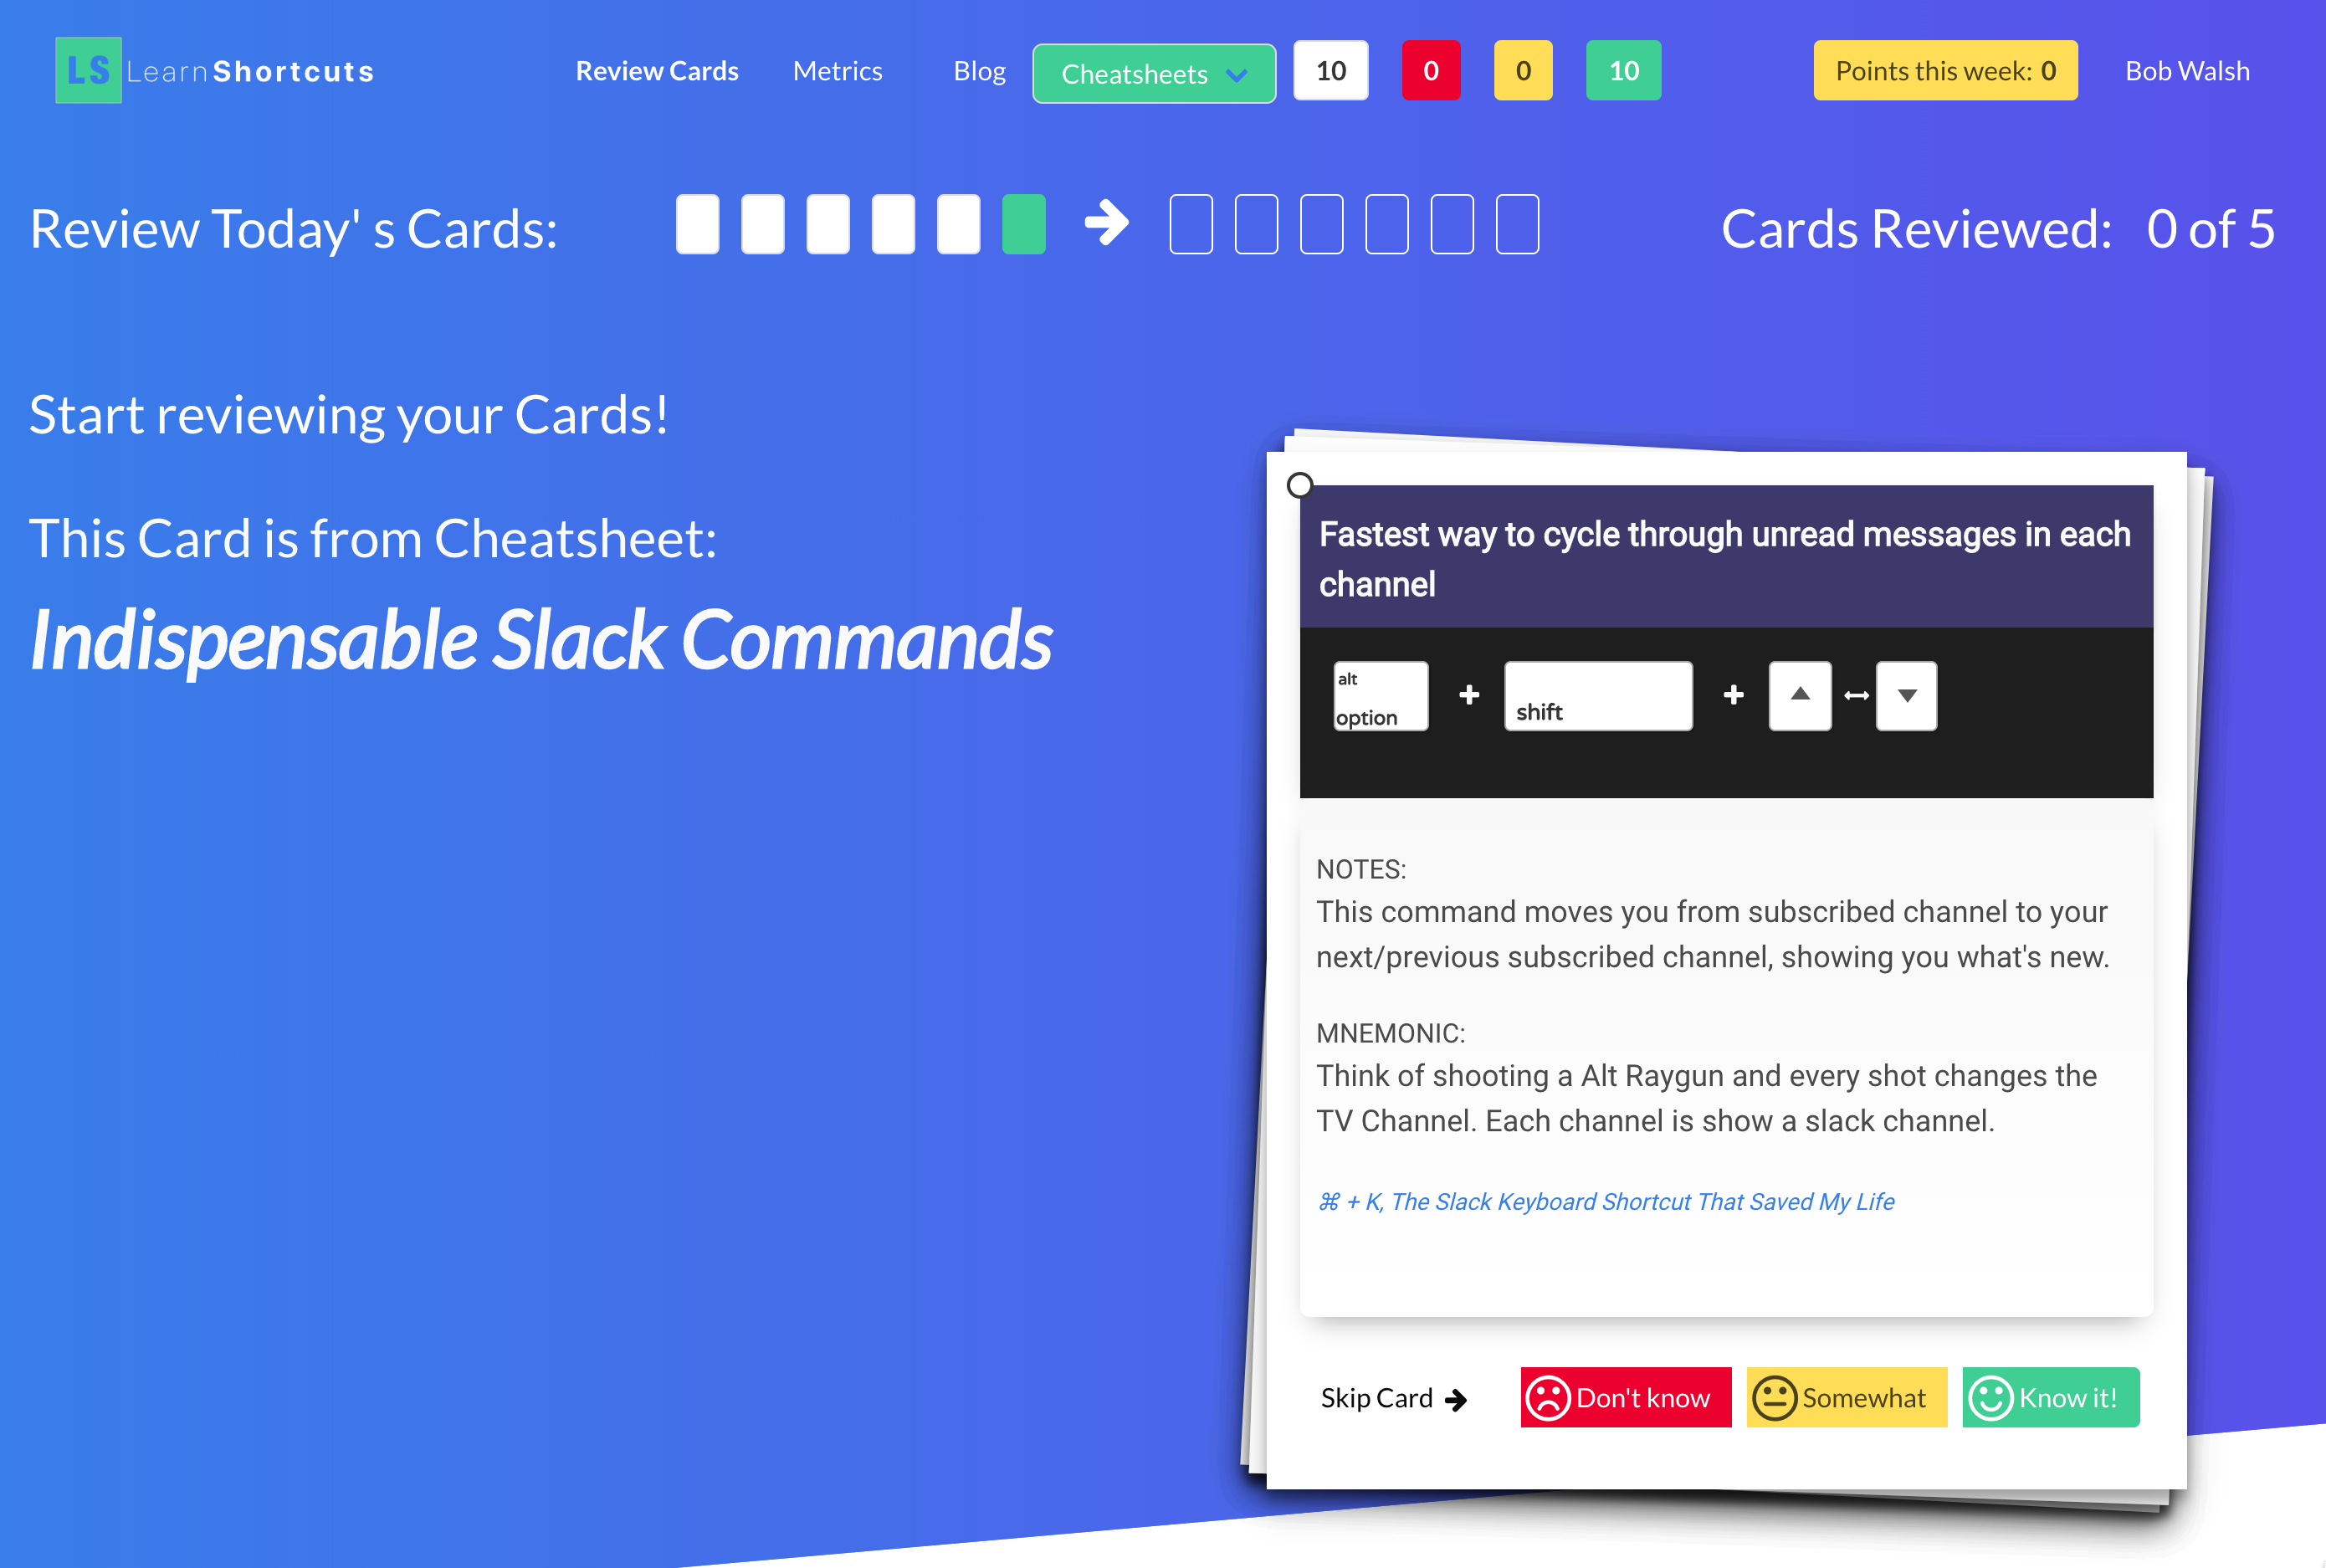 LS LearnShortcuts
Review Cards Metrics Blog Cheatsheets 10 0 0 10 Points this week: 0 Bob Walsh
Review Today' s Cards:
Cards Reviewed: 0 of 5
Start reviewing your Cards!
This Card is from Cheatsheet:
Indispensable Slack Commands
Fastest way to cycle through unread messages in each
channel
alt
option
+ shift + ▲ ↔ ▼
NOTES:
This command moves you from subscribed channel to your
next/previous subscribed channel, showing you what's new.
MNEMONIC:
Think of shooting a Alt Raygun and every shot changes the
TV Channel. Each channel is show a slack channel.
⌘ + K, The Slack Keyboard Shortcut That Saved My Life
Skip Card → Don't know Somewhat Know it!